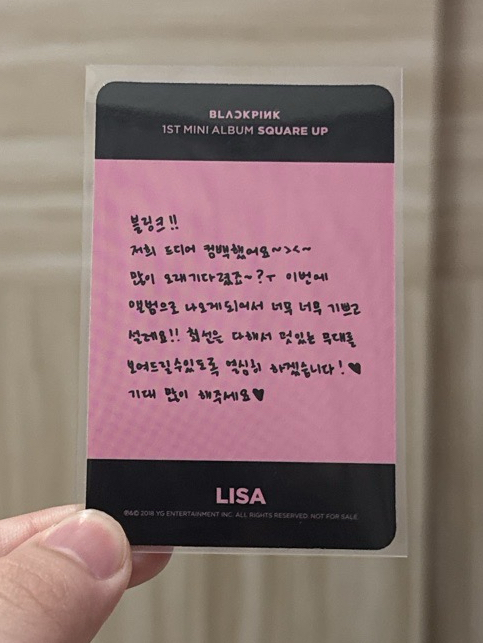 BLACKPINK
1ST MINI ALBUM SQUARE UP
블링크!!
저희 드디어 컴백했어요~><~
많이 오래기다렸죠~?ㅜ 이번에
앨범으로 나오게되어서 너무 너무 기쁘고
설레요!! 최선은 다해서 멋있는 무대를
보여드릴수있도록 열심히 하겠습니다!♥
기대 많이 해주세요♥
LISA
℗&© 2018 YG ENTERTAINMENT INC. ALL RIGHTS RESERVED. NOT FOR SALE.